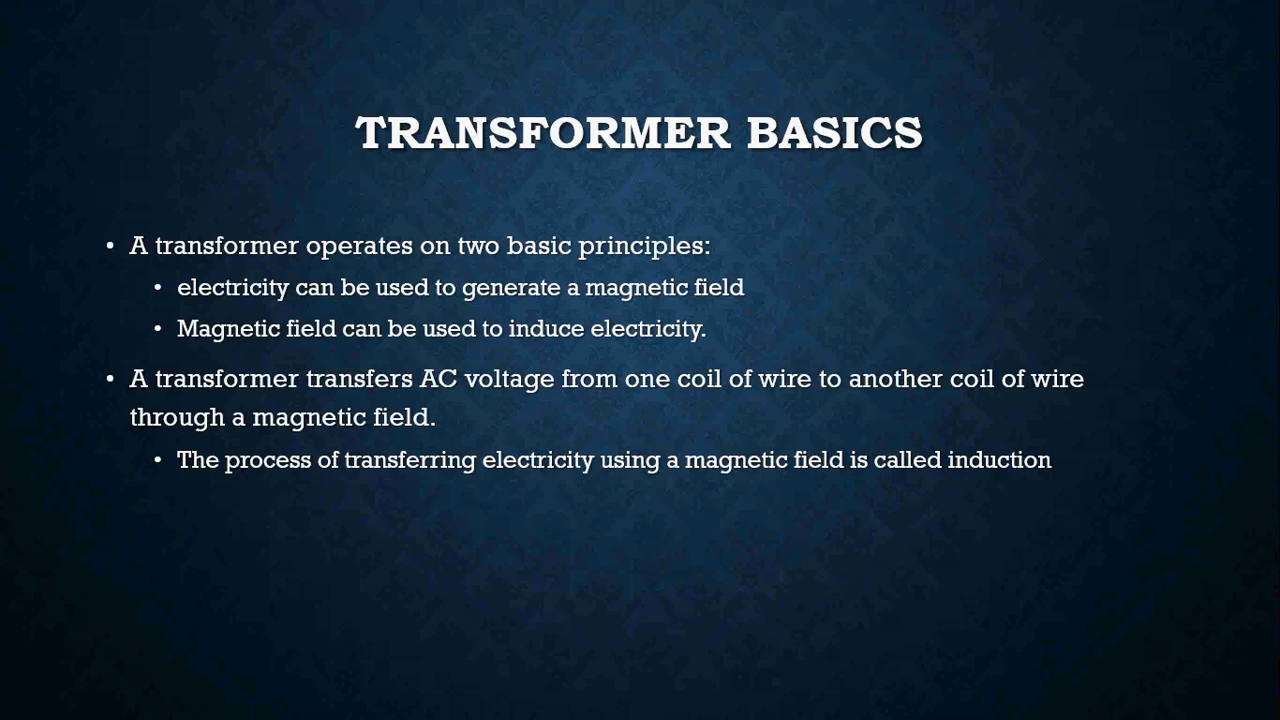 TRANSFORMER BASICS
• A transformer operates on two basic principles:
• electricity can be used to generate a magnetic field
• Magnetic field can be used to induce electricity.
• A transformer transfers AC voltage from one coil of wire to another coil of wire
through a magnetic field.
• The process of transferring electricity using a magnetic field is called induction